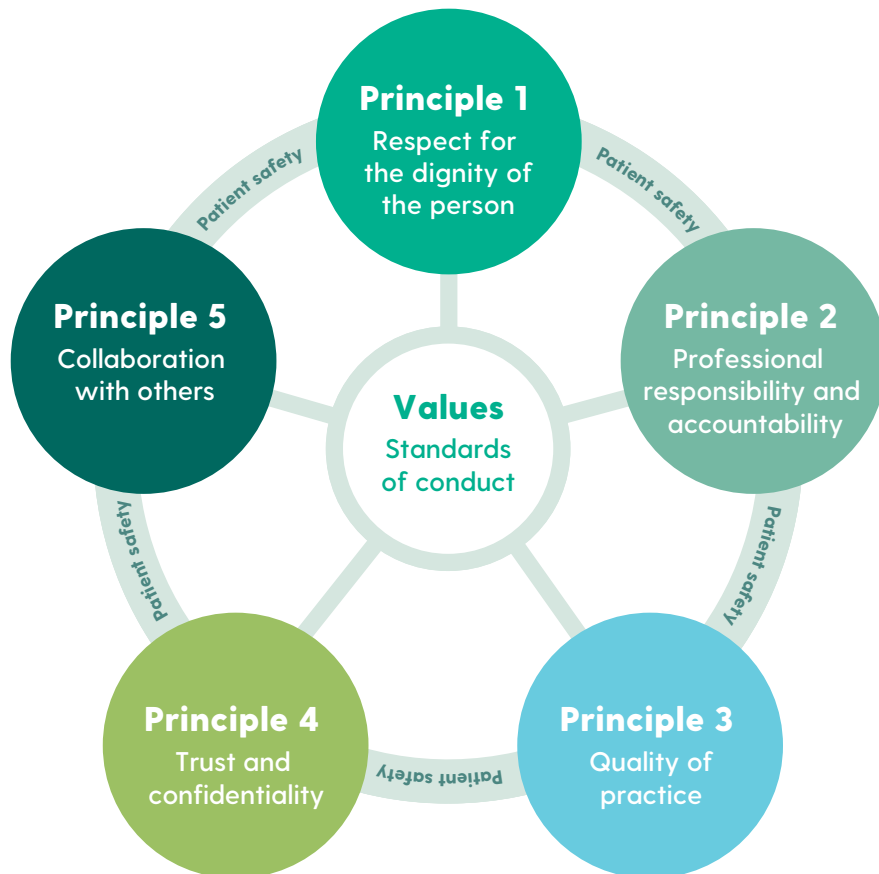 Principle 1
Respect for
the dignity of
the person
Patient safety
Patient safety
Principle 5
Collaboration
with others
Principle 2
Professional
responsibility and
accountability
Values
Standards
of conduct
Patient safety
Patient safety
Principle 4
Trust and
confidentiality
Patient safety
Principle 3
Quality of
practice